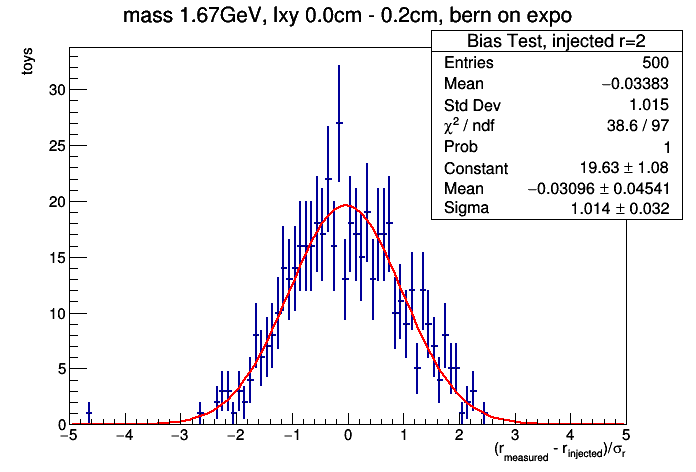 mass 1.67GeV, lxy 0.0cm - 0.2cm, bern on expo
Bias Test, injected r=2
Entries 500
Mean −0.03383
Std Dev 1.015
χ² / ndf 38.6 / 97
Prob 1
Constant 19.63 ± 1.08
Mean −0.03096 ± 0.04541
Sigma 1.014 ± 0.032
toys
30
25
20
15
10
5
0
−5 −4 −3 −2 −1 0 1 2 3 4 5
(r_measured - r_injected)/σ_r